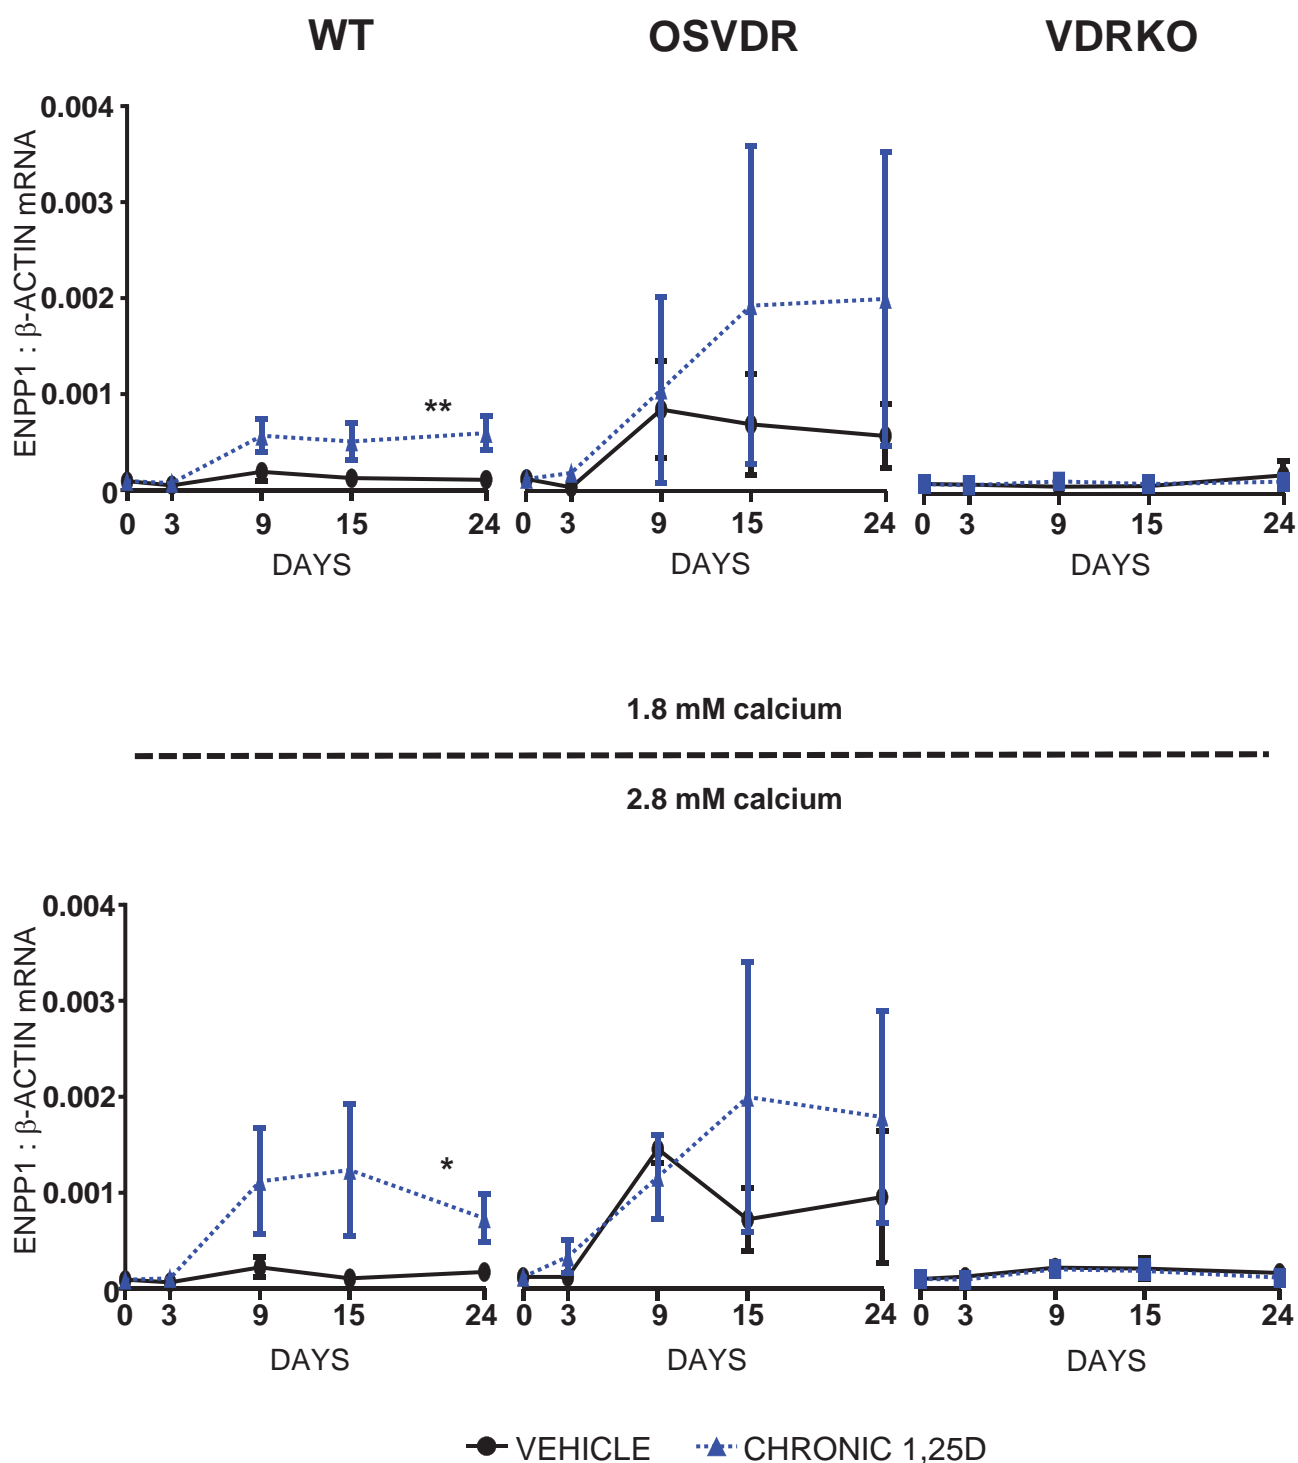 WT OSVDR VDRKO
ENPP1 : β-ACTIN mRNA
0.004
0.003
0.002
0.001
0
**
0 3 9 15 24 0 3 9 15 24 0 3 9 15 24
DAYS DAYS DAYS
1.8 mM calcium
2.8 mM calcium
ENPP1 : β-ACTIN mRNA
0.004
0.003
0.002
0.001
0
*
0 3 9 15 24 0 3 9 15 24 0 3 9 15 24
DAYS DAYS DAYS
VEHICLE CHRONIC 1,25D